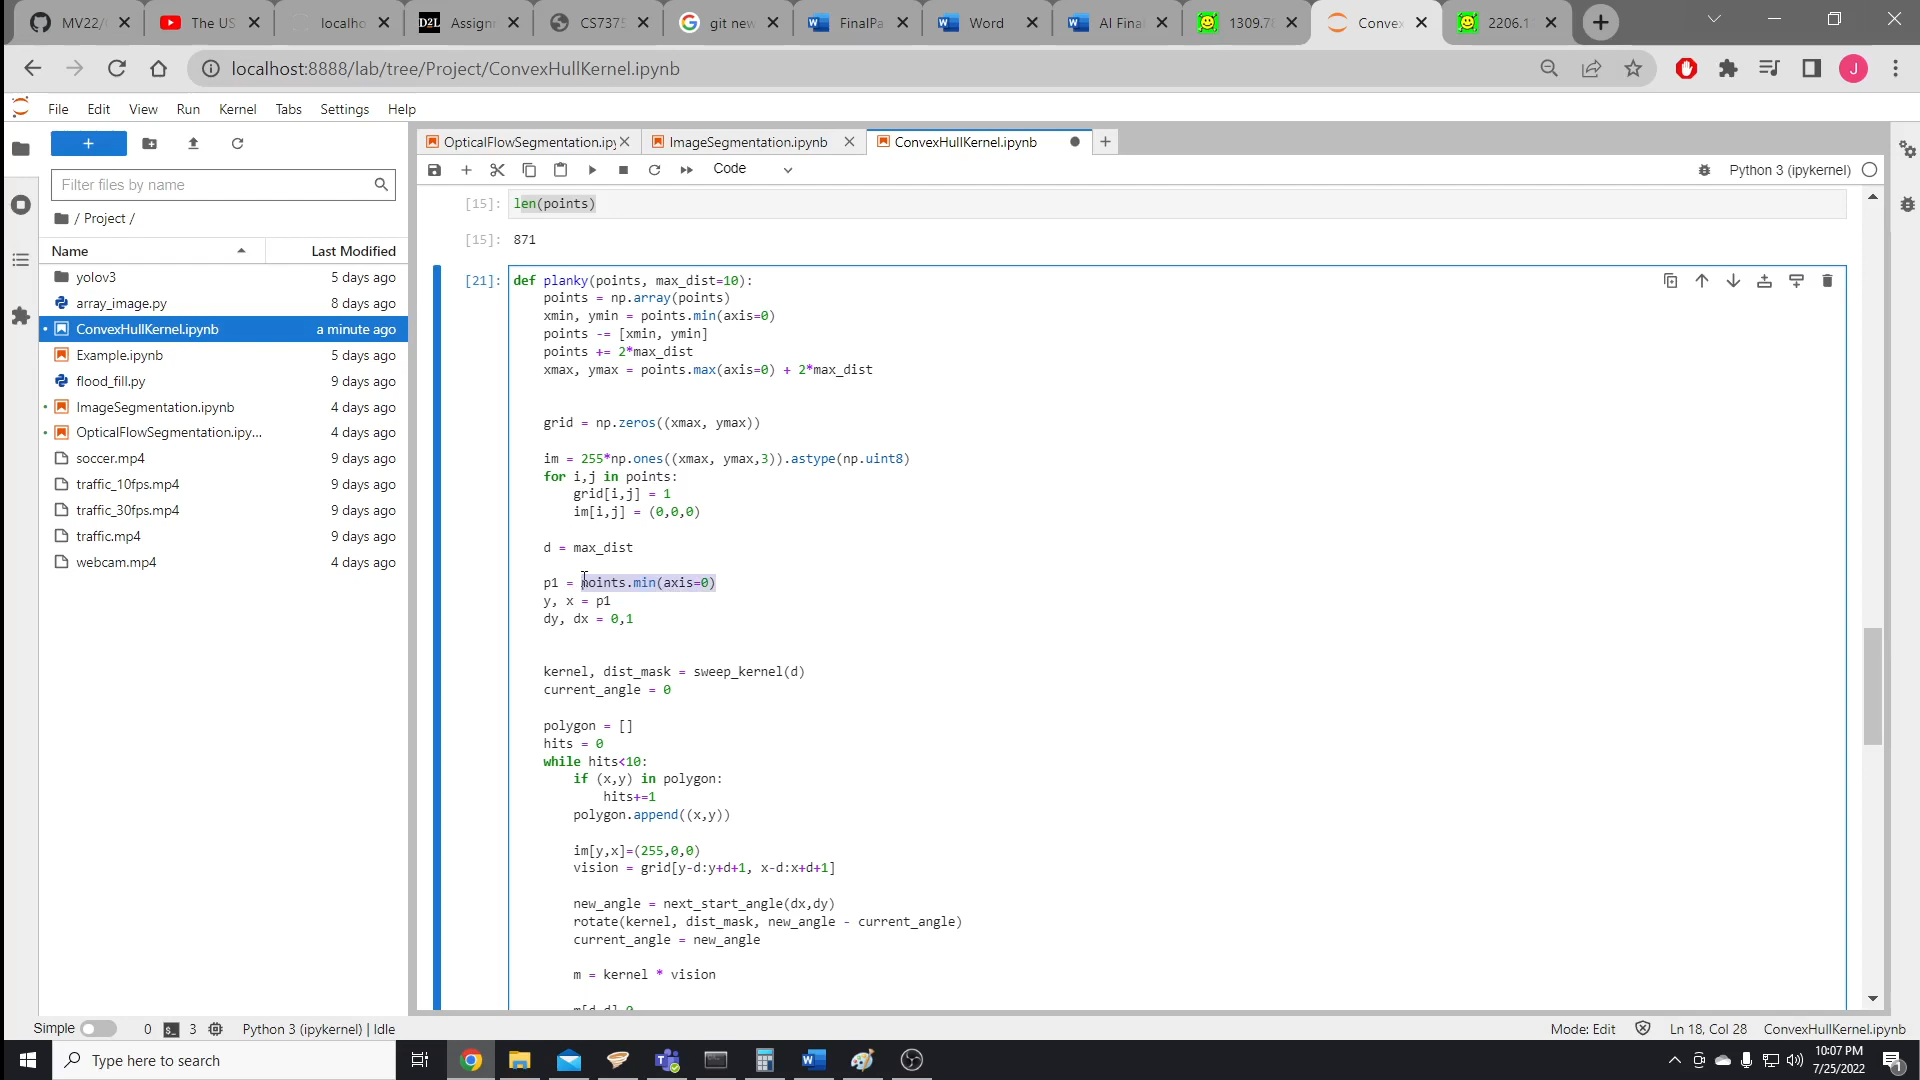 MV22/
The US
localho
D2L
Assignr
CS7375
git new
FinalPa
Word
AI Fina
1309.78
Convex
2206.1
localhost:8888/lab/tree/Project/ConvexHullKernel.ipynb
J
File Edit View Run Kernel Tabs Settings Help
Filter files by name
/ Project /
Name Last Modified
yolov3 5 days ago
array_image.py 8 days ago
ConvexHullKernel.ipynb a minute ago
Example.ipynb 5 days ago
flood_fill.py 9 days ago
ImageSegmentation.ipynb 4 days ago
OpticalFlowSegmentation.ipy... 4 days ago
soccer.mp4 9 days ago
traffic_10fps.mp4 9 days ago
traffic_30fps.mp4 9 days ago
traffic.mp4 9 days ago
webcam.mp4 4 days ago
OpticalFlowSegmentation.ipy
ImageSegmentation.ipynb
ConvexHullKernel.ipynb
Code
Python 3 (ipykernel)
[15]: len(points)
[15]: 871
[21]: def planky(points, max_dist=10):
points = np.array(points)
xmin, ymin = points.min(axis=0)
points -= [xmin, ymin]
points += 2*max_dist
xmax, ymax = points.max(axis=0) + 2*max_dist
grid = np.zeros((xmax, ymax))
im = 255*np.ones((xmax, ymax,3)).astype(np.uint8)
for i,j in points:
grid[i,j] = 1
im[i,j] = (0,0,0)
d = max_dist
p1 = points.min(axis=0)
y, x = p1
dy, dx = 0,1
kernel, dist_mask = sweep_kernel(d)
current_angle = 0
polygon = []
hits = 0
while hits<10:
if (x,y) in polygon:
hits+=1
polygon.append((x,y))
im[y,x]=(255,0,0)
vision = grid[y-d:y+d+1, x-d:x+d+1]
new_angle = next_start_angle(dx,dy)
rotate(kernel, dist_mask, new_angle - current_angle)
current_angle = new_angle
m = kernel * vision
m[d,d]=0
Simple 0 3 Python 3 (ipykernel) | Idle
Mode: Edit Ln 18, Col 28 ConvexHullKernel.ipynb
Type here to search
10:07 PM
7/25/2022
1